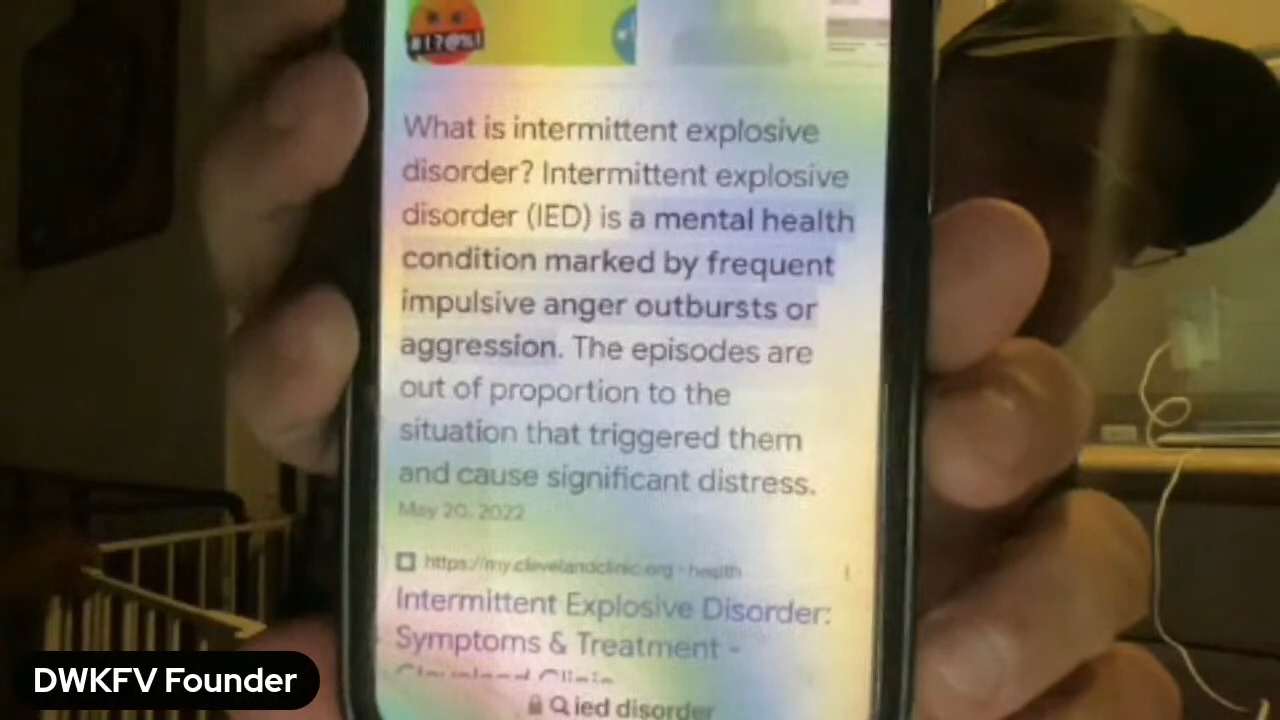 #!?@%!
What is intermittent explosive
disorder? Intermittent explosive
disorder (IED) is a mental health
condition marked by frequent
impulsive anger outbursts or
aggression. The episodes are
out of proportion to the
situation that triggered them
and cause significant distress.
May 20, 2022
https://my.clevelandclinic.org › health
Intermittent Explosive Disorder:
Symptoms & Treatment -
Cleveland Clinic
ied disorder
DWKFV Founder